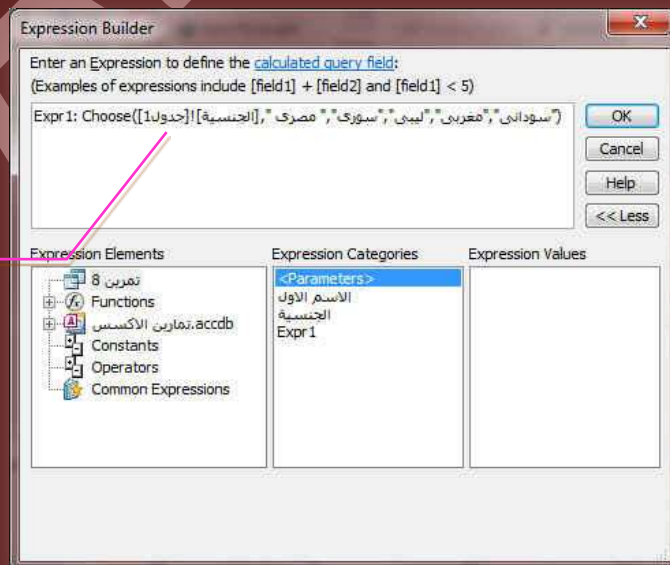 Expression Builder
Enter an Expression to define the calculated query field:
(Examples of expressions include [field1] + [field2] and [field1] < 5)
Expr1: Choose([جدول1]![الجنسية]," مصرى ","سورى","ليبى","مغربى","سودانى")
OK
Cancel
Help
<< Less
Expression Elements
Expression Categories
Expression Values
تمرين 8
Functions
تمارين الاكسس.accdb
Constants
Operators
Common Expressions
<Parameters>
الاسم الاول
الجنسية
Expr1